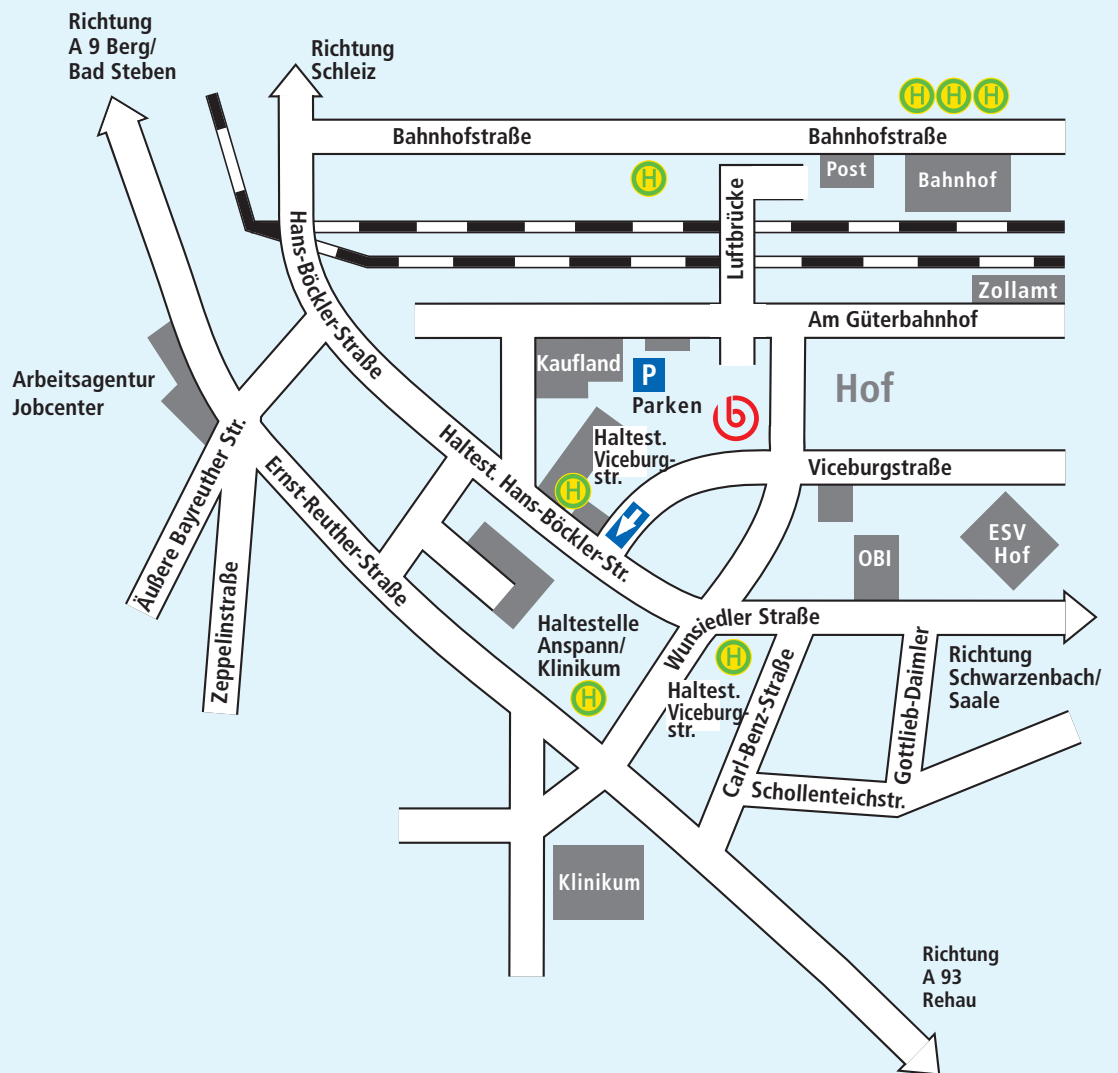 Richtung
A 9 Berg/
Bad Steben
Richtung
Schleiz
H H H
Bahnhofstraße
Bahnhofstraße
H
Post
Bahnhof
Luftbrücke
Hans-Böckler-Straße
Zollamt
Am Güterbahnhof
Kaufland
P
Parken
b
Hof
Arbeitsagentur
Jobcenter
Haltest.
Viceburg-
str.
H
Haltest. Hans-Böckler-Str.
Viceburgstraße
Äußere Bayreuther Str.
Ernst-Reuther-Straße
Zeppelinstraße
OBI
ESV
Hof
Haltestelle
Anspann/
Klinikum
H
Wunsiedler Straße
H
Haltest.
Viceburg-
str.
Carl-Benz-Straße
Gottlieb-Daimler
Richtung
Schwarzenbach/
Saale
Schollenteichstr.
Klinikum
Richtung
A 93
Rehau